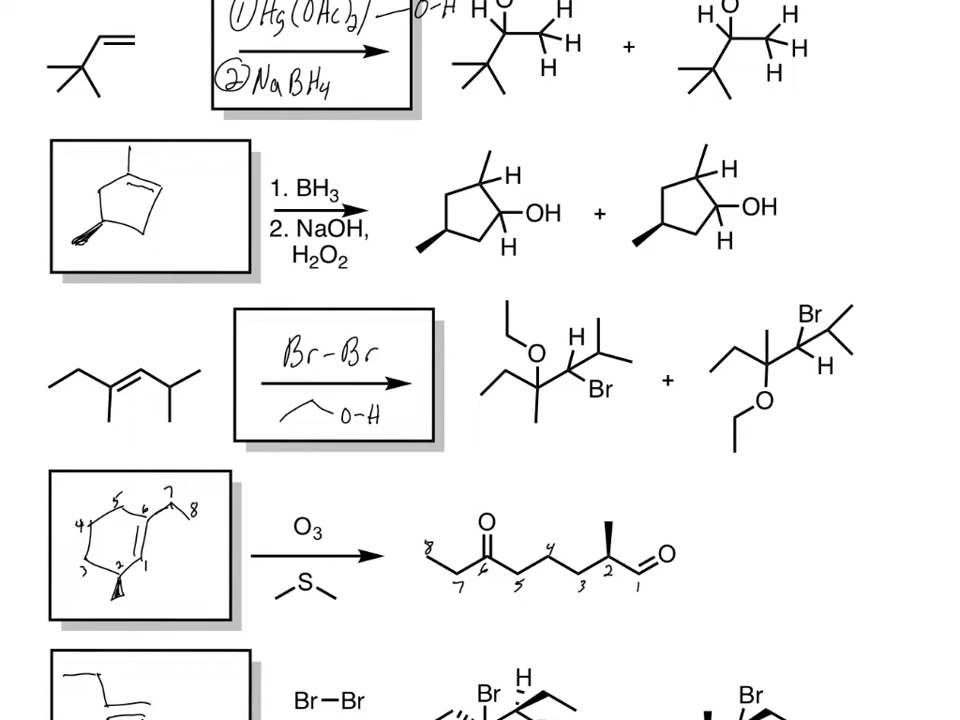 ① Hg(OAc)₂/ O-H
O
H
H
H
H
+
O
H
H
H
H
② NaBH₄
1. BH₃
2. NaOH,
H₂O₂
H
OH
H
+
H
OH
H
Br-Br
O-H
O
H
Br
+
Br
H
O
5 6 7 8
4
3 2 1
O₃
S
O
8 7 6 5 4 3 2 1
O
Br—Br
Br
H
Br